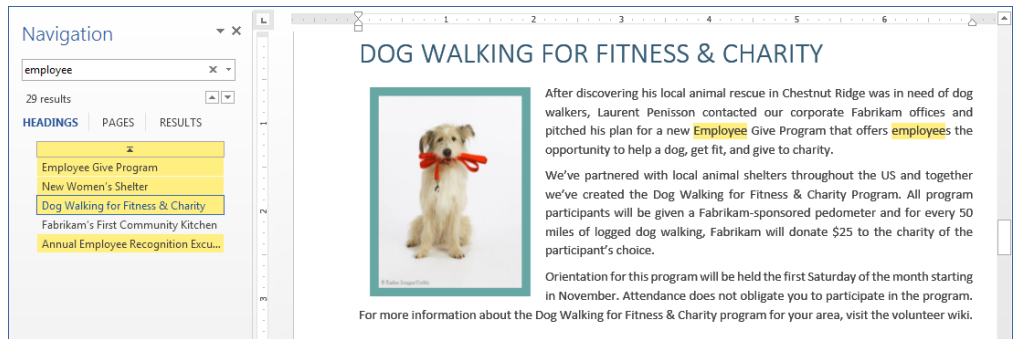 Navigation
employee
29 results
HEADINGS PAGES RESULTS
Employee Give Program
New Women's Shelter
Dog Walking for Fitness & Charity
Fabrikam's First Community Kitchen
Annual Employee Recognition Excu...
L
1 2 3 4 5 6
1
2
3
DOG WALKING FOR FITNESS & CHARITY
After discovering his local animal rescue in Chestnut Ridge was in need of dog
walkers, Laurent Penisson contacted our corporate Fabrikam offices and
pitched his plan for a new Employee Give Program that offers employees the
opportunity to help a dog, get fit, and give to charity.
We've partnered with local animal shelters throughout the US and together
we've created the Dog Walking for Fitness & Charity Program. All program
participants will be given a Fabrikam-sponsored pedometer and for every 50
miles of logged dog walking, Fabrikam will donate $25 to the charity of the
participant's choice.
Orientation for this program will be held the first Saturday of the month starting
in November. Attendance does not obligate you to participate in the program.
For more information about the Dog Walking for Fitness & Charity program for your area, visit the volunteer wiki.